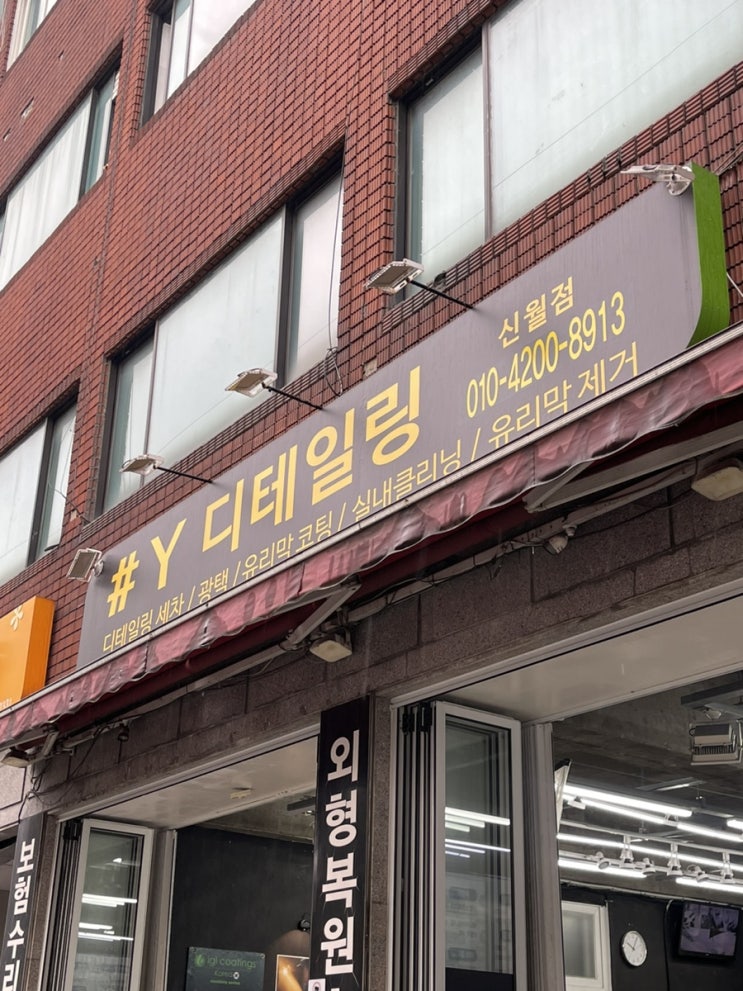 신월점
010-4200-8913
#Y 디테일링
디테일링 세차 / 광택 / 유리막 코팅 / 실내클리닝 / 유리막 제거
외형복원
보험수리
igl coatings
Korea